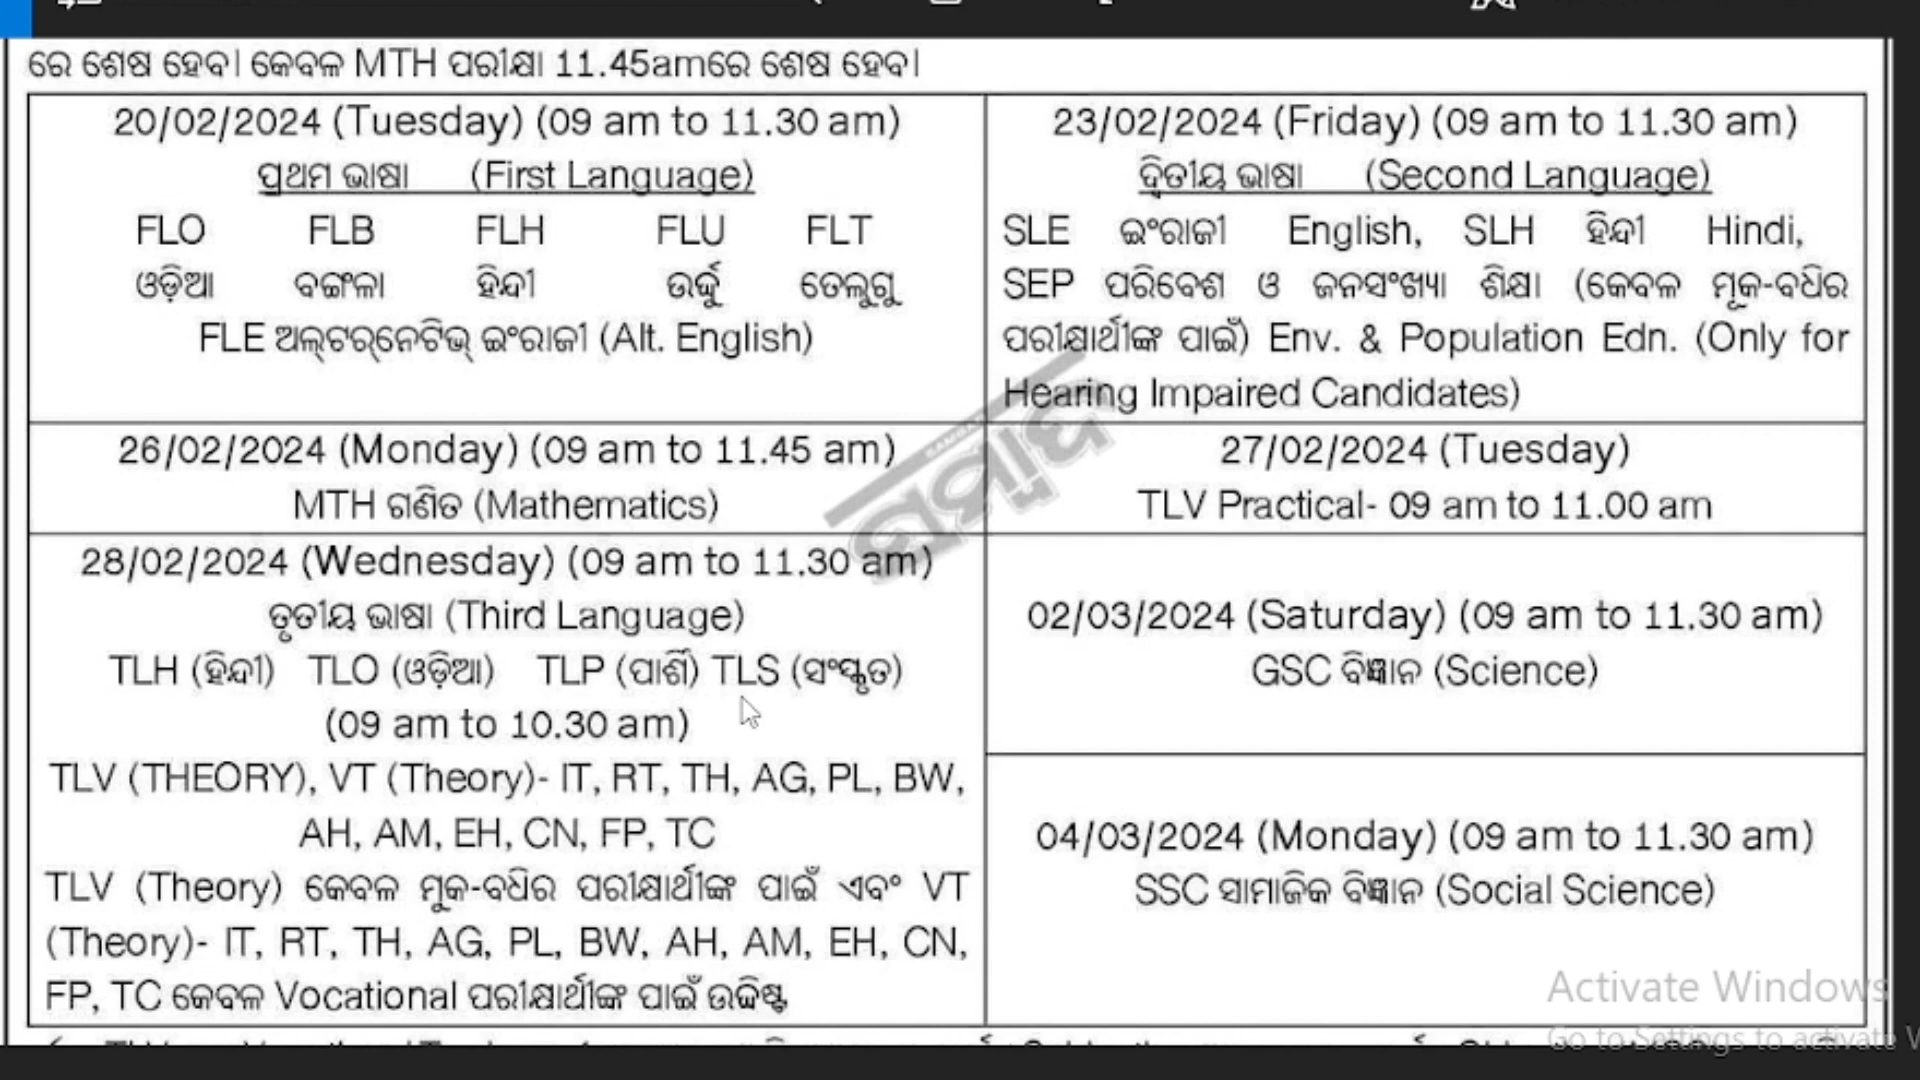 ରେ ଶେଷ ହେବ। କେବଳ MTH ପରୀକ୍ଷା 11.45amରେ ଶେଷ ହେବ।
20/02/2024 (Tuesday) (09 am to 11.30 am)
ପ୍ରଥମ ଭାଷା (First Language)
FLO FLB FLH FLU FLT
ଓଡ଼ିଆ ବଙ୍ଗଳା ହିନ୍ଦୀ ଉର୍ଦ୍ଦୁ ତେଲୁଗୁ
FLE ଅଲ୍‌ଟର୍‌ନେଟିଭ୍ ଇଂରାଜୀ (Alt. English)
23/02/2024 (Friday) (09 am to 11.30 am)
ଦ୍ୱିତୀୟ ଭାଷା (Second Language)
SLE ଇଂରାଜୀ English, SLH ହିନ୍ଦୀ Hindi,
SEP ପରିବେଶ ଓ ଜନସଂଖ୍ୟା ଶିକ୍ଷା (କେବଳ ମୂକ-ବଧିର
ପରୀକ୍ଷାର୍ଥୀଙ୍କ ପାଇଁ) Env. & Population Edn. (Only for
Hearing Impaired Candidates)
26/02/2024 (Monday) (09 am to 11.45 am)
MTH ଗଣିତ (Mathematics)
27/02/2024 (Tuesday)
TLV Practical- 09 am to 11.00 am
28/02/2024 (Wednesday) (09 am to 11.30 am)
ତୃତୀୟ ଭାଷା (Third Language)
TLH (ହିନ୍ଦୀ) TLO (ଓଡ଼ିଆ) TLP (ପାର୍ଶି) TLS (ସଂସ୍କୃତ)
(09 am to 10.30 am)
TLV (THEORY), VT (Theory)- IT, RT, TH, AG, PL, BW,
AH, AM, EH, CN, FP, TC
TLV (Theory) କେବଳ ମୂକ-ବଧିର ପରୀକ୍ଷାର୍ଥୀଙ୍କ ପାଇଁ ଏବଂ VT
(Theory)- IT, RT, TH, AG, PL, BW, AH, AM, EH, CN,
FP, TC କେବଳ Vocational ପରୀକ୍ଷାର୍ଥୀଙ୍କ ପାଇଁ ଉଦ୍ଦିଷ୍ଟ
02/03/2024 (Saturday) (09 am to 11.30 am)
GSC ବିଜ୍ଞାନ (Science)
04/03/2024 (Monday) (09 am to 11.30 am)
SSC ସାମାଜିକ ବିଜ୍ଞାନ (Social Science)
ସମ୍ବାଦ
Activate Windows
Go to Settings to activate